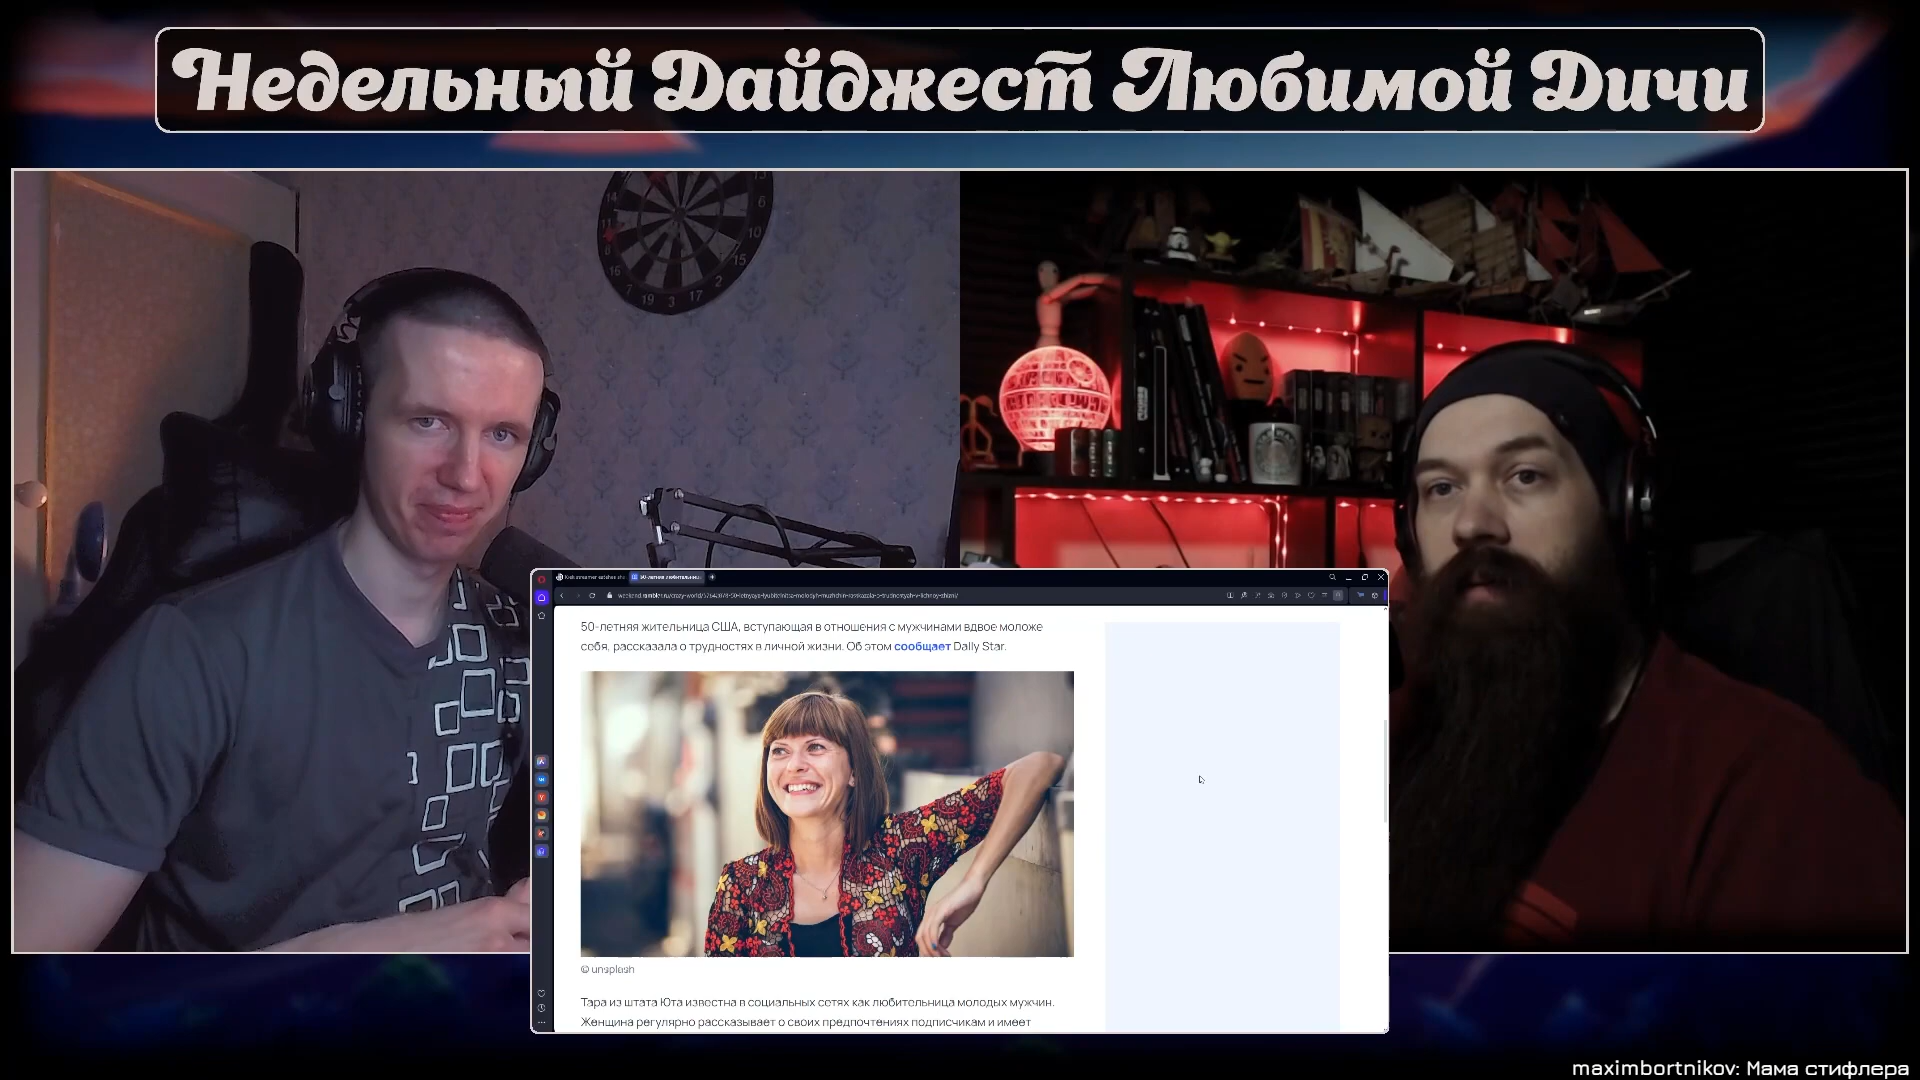 Недельный Дайджест Любимой Дичи
50-летняя жительница США, вступающая в отношения с мужчинами вдвое моложе
себя, рассказала о трудностях в личной жизни. Об этом сообщает Daily Star.
© unsplash
Тара из штата Юта известна в социальных сетях как любительница молодых мужчин.
Женщина регулярно рассказывает о своих предпочтениях подписчикам и имеет
maximbortnikov: Мама стифлера